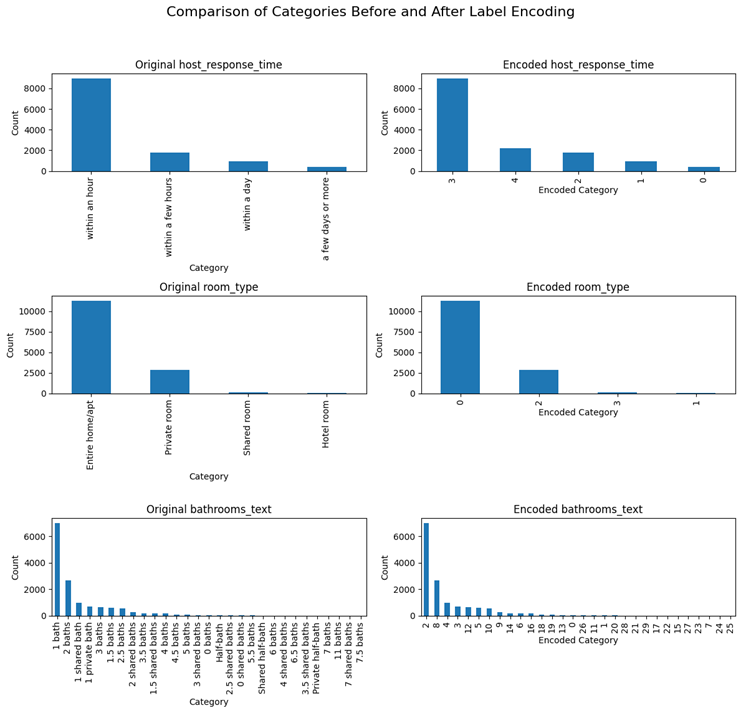 Comparison of Categories Before and After Label Encoding
Original host_response_time
Count
8000
6000
4000
2000
0
within an hour
within a few hours
within a day
a few days or more
Category
Encoded host_response_time
Count
8000
6000
4000
2000
0
3
4
2
1
0
Encoded Category
Original room_type
Count
10000
7500
5000
2500
0
Entire home/apt
Private room
Shared room
Hotel room
Category
Encoded room_type
Count
10000
7500
5000
2500
0
0
2
3
1
Encoded Category
Original bathrooms_text
Count
6000
4000
2000
0
1 bath
2 baths
1 shared bath
1 private bath
3 baths
1.5 baths
2.5 baths
2 shared baths
3.5 baths
1.5 shared baths
4 baths
4.5 baths
5 baths
3 shared baths
0 baths
Half-bath
2.5 shared baths
0 shared baths
5.5 baths
Shared half-bath
6 baths
4 shared baths
6.5 baths
3.5 shared baths
Private half-bath
7 baths
11 baths
7 shared baths
7.5 baths
Category
Encoded bathrooms_text
Count
6000
4000
2000
0
2
8
4
3
12
5
10
9
14
6
16
18
19
13
0
26
11
1
20
28
21
29
17
22
15
27
23
7
24
25
Encoded Category